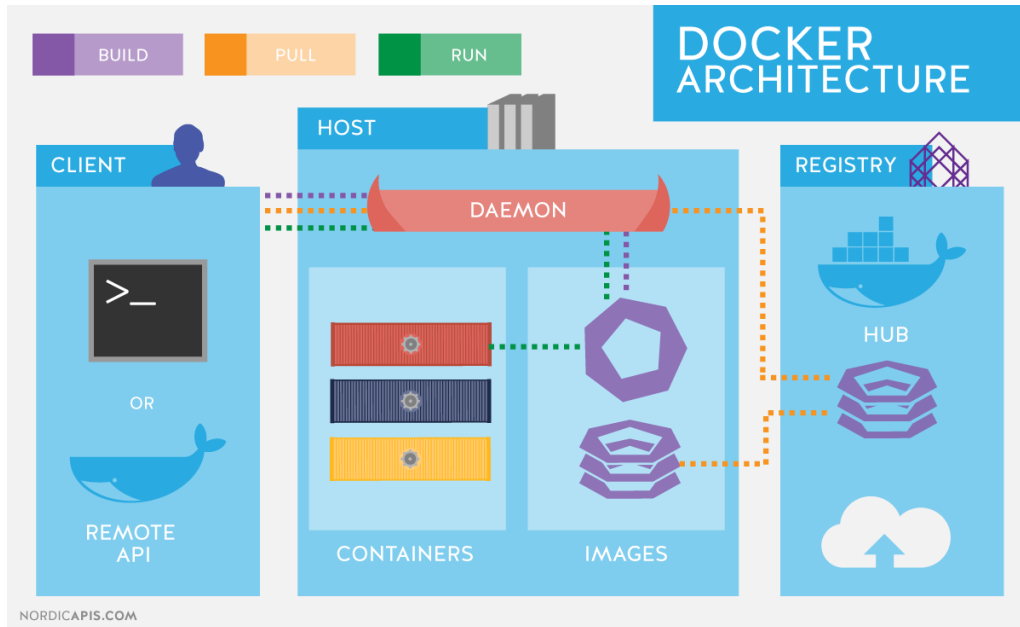 BUILD
PULL
RUN
DOCKER
ARCHITECTURE
HOST
CLIENT
REGISTRY
DAEMON
>_
HUB
OR
REMOTE
API
CONTAINERS
IMAGES
NORDICAPIS.COM